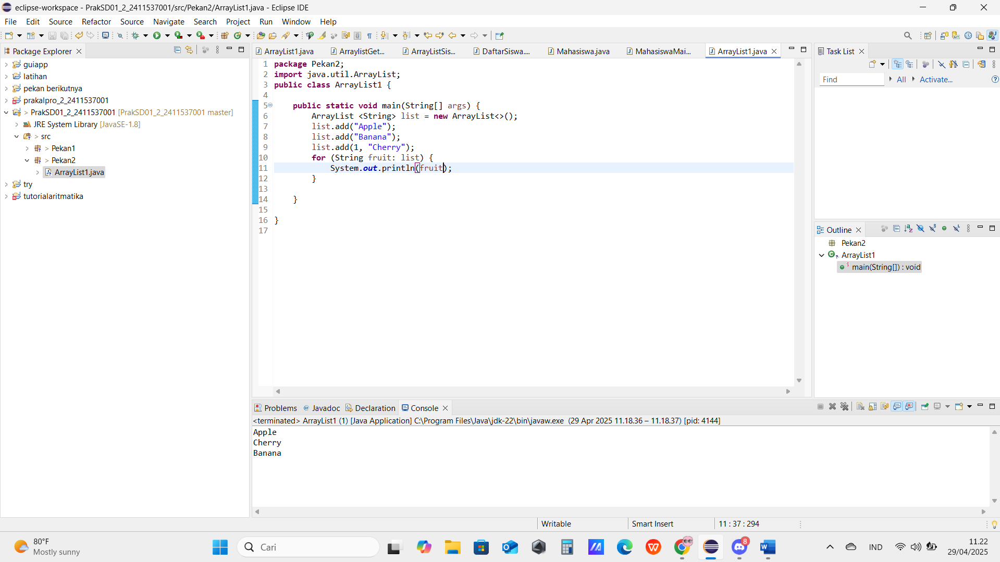 eclipse-workspace - PrakSD01_2_2411537001/src/Pekan2/ArrayList1.java - Eclipse IDE
File Edit Source Refactor Source Navigate Search Project Run Window Help
Package Explorer
guiapp
latihan
pekan berikutnya
prakalpro_2_2411537001
> PrakSD01_2_2411537001 [PrakSD01_2_2411537001 master]
JRE System Library [JavaSE-1.8]
> src
> Pekan1
> Pekan2
ArrayList1.java
try
tutorialaritmatika
ArrayList1.java ArraylistGet... ArrayListSis... DaftarSiswa.... Mahasiswa.java MahasiswaMai... ArrayList1.java
1 package Pekan2;
2 import java.util.ArrayList;
3 public class ArrayList1 {
4
5 public static void main(String[] args) {
6 ArrayList <String> list = new ArrayList<>();
7 list.add("Apple");
8 list.add("Banana");
9 list.add(1, "Cherry");
10 for (String fruit: list) {
11 System.out.println(fruit);
12 }
13
14 }
15
16 }
17
Task List
Find All Activate...
Outline
Pekan2
ArrayList1
main(String[]) : void
Problems Javadoc Declaration Console
<terminated> ArrayList1 (1) [Java Application] C:\Program Files\Java\jdk-22\bin\javaw.exe (29 Apr 2025 11.18.36 – 11.18.37) [pid: 4144]
Apple
Cherry
Banana
Writable Smart Insert 11 : 37 : 294
80°F
Mostly sunny
Cari
8
IND
11.22
29/04/2025